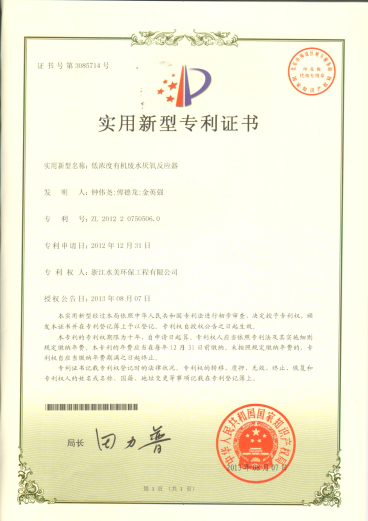 证书号第3085714号
实用新型专利证书
实用新型名称：低浓度有机废水厌氧反应器
发 明 人：钟伟尧;傅德龙;金英强
专 利 号：ZL 2012 2 0750506.0
专利申请日：2012年12月31日
专 利 权 人：浙江水美环保工程有限公司
授权公告日：2013年08月07日
本实用新型经过本局依照中华人民共和国专利法进行初步审查，决定授予专利权，颁
发本证书并在专利登记簿上予以登记。专利权自授权公告之日起生效。
本专利的专利权期限为十年，自申请日起算。专利权人应当依照专利法及其实施细则
规定缴纳年费。本专利的年费应当在每年12月31日前缴纳。未按照规定缴纳年费的，专
利权自应当缴纳年费期满之日起终止。
专利证书记载专利权登记时的法律状况。专利权的转移、质押、无效、终止、恢复和
专利权人的姓名或名称、国籍、地址变更等事项记载在专利登记簿上。
局长 田力普
中华人民共和国国家知识产权局
2013年08月07日
第1页（共1页）